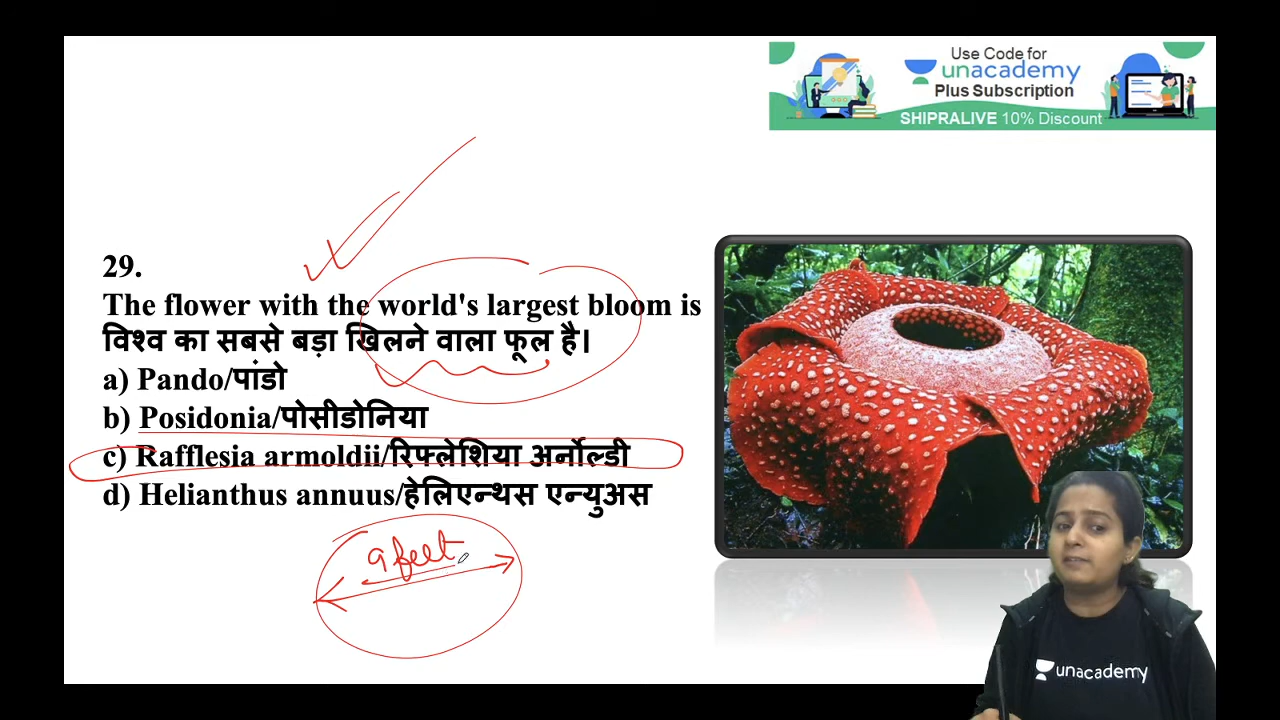 Use Code for
unacademy
Plus Subscription
SHIPRALIVE 10% Discount
29.
The flower with the world's largest bloom is
विश्व का सबसे बड़ा खिलने वाला फूल है।
a) Pando/पांडो
b) Posidonia/पोसीडोनिया
c) Rafflesia armoldii/रिफ्लेशिया अर्नोल्डी
d) Helianthus annuus/हेलिएन्थस एन्युअस
9 feet
unacademy